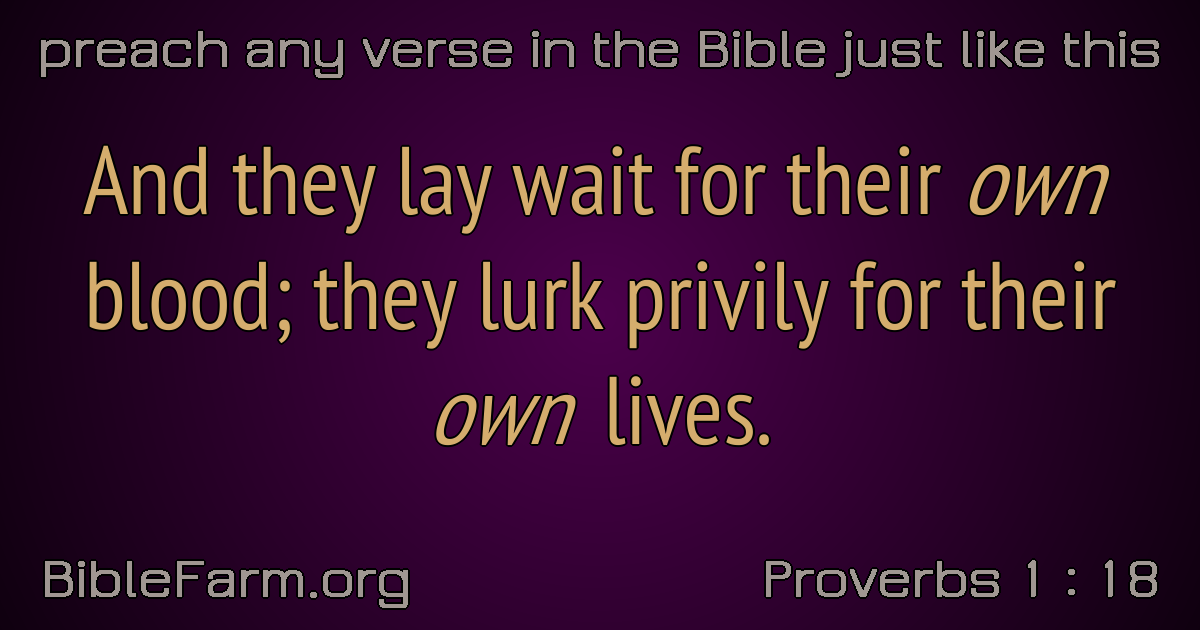 preach any verse in the Bible just like this
And they lay wait for their own
blood; they lurk privily for their
own lives.
BibleFarm.org
Proverbs 1 : 18